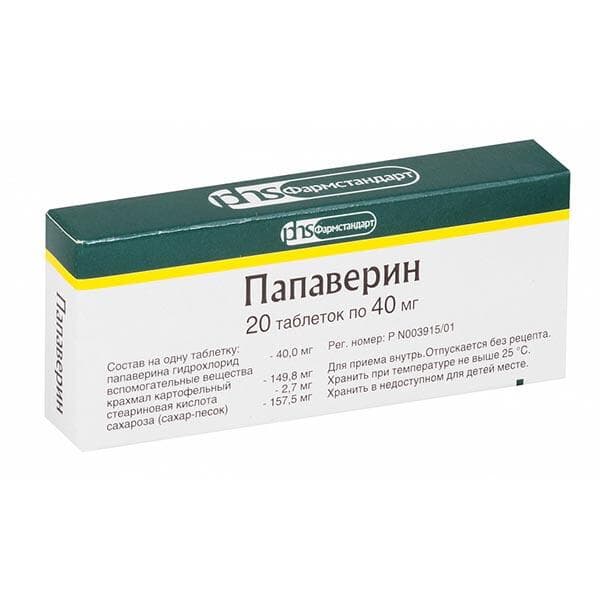 phs Фармстандарт
phs Фармстандарт
Папаверин
20 таблеток по 40 мг
Папаверин
Состав на одну таблетку:
папаверина гидрохлорид - 40,0 мг
вспомогательные вещества
крахмал картофельный - 149,8 мг
стеариновая кислота - 2,7 мг
сахароза (сахар-песок) - 157,5 мг
Рег. номер: Р N003915/01
Для приема внутрь. Отпускается без рецепта.
Хранить при температуре не выше 25 °С.
Хранить в недоступном для детей месте.